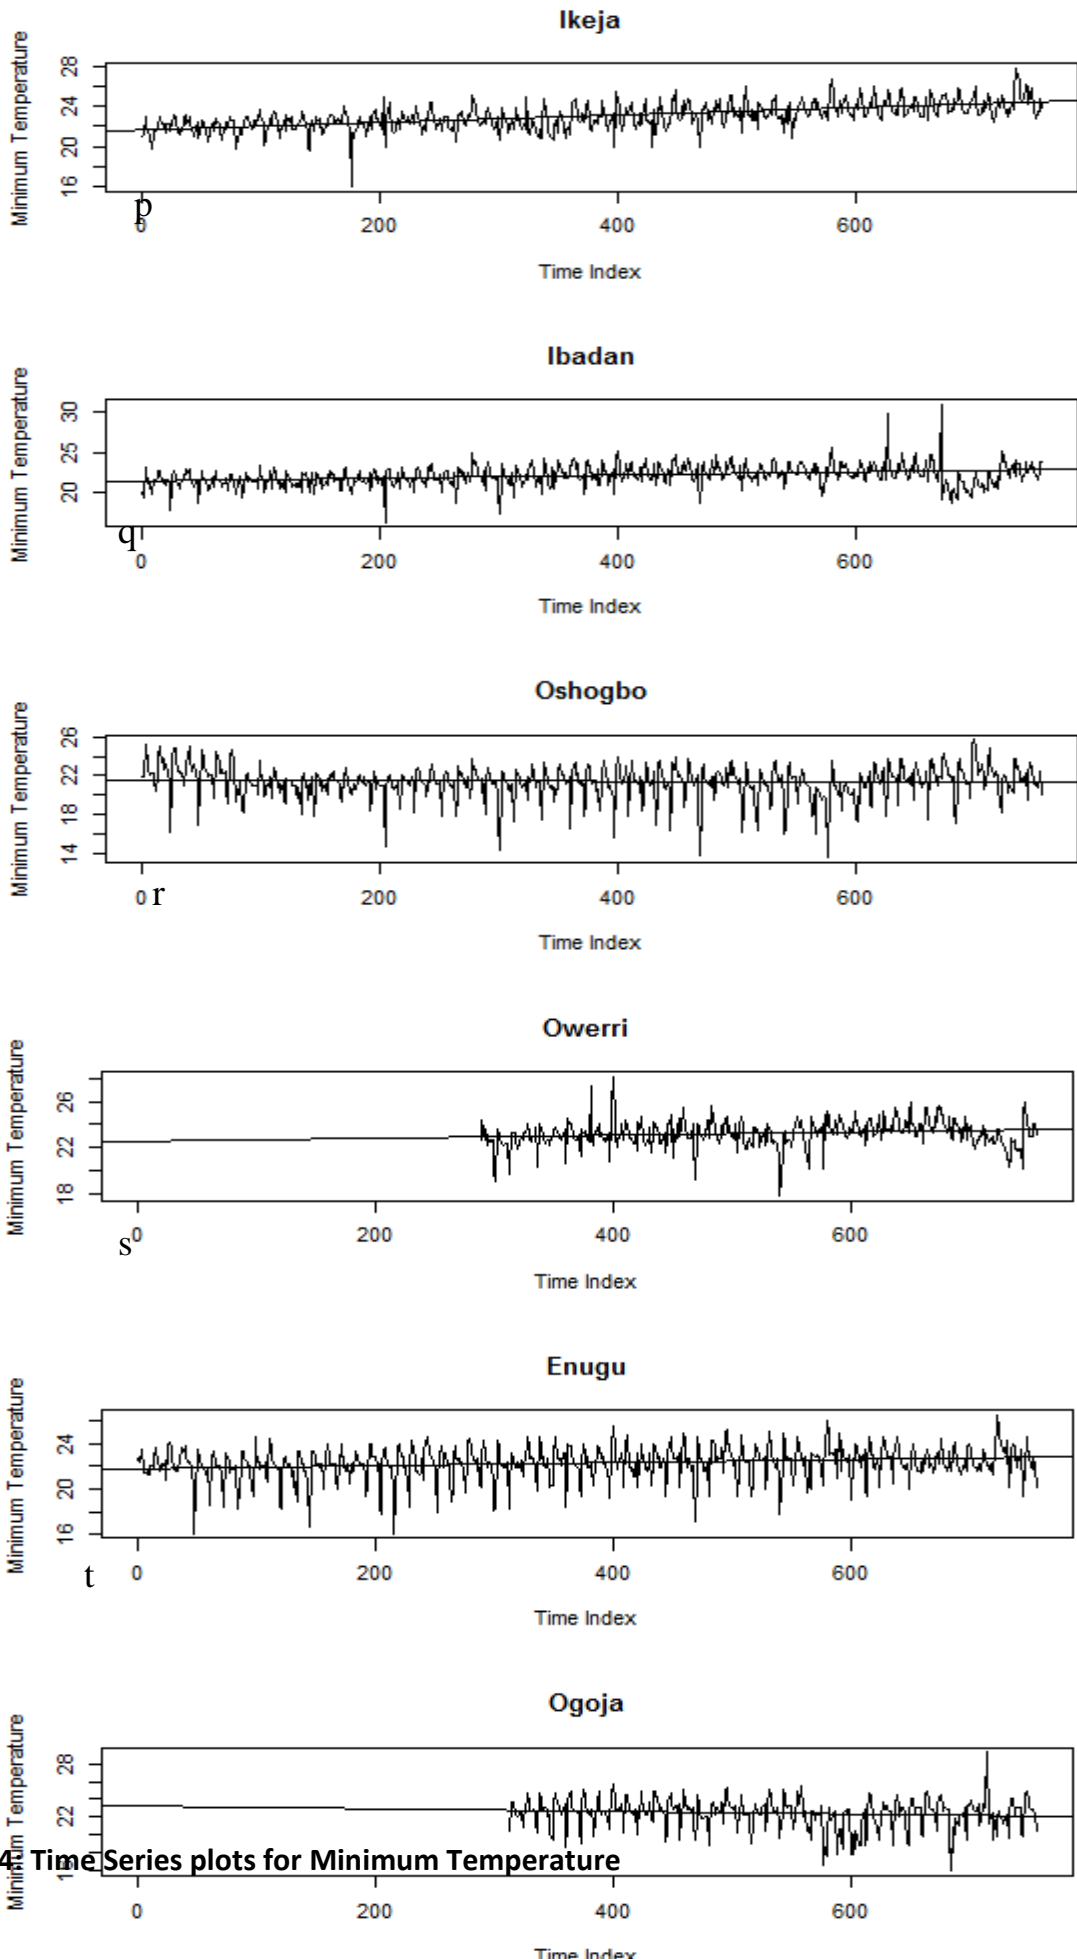 Ikeja
Minimum Temperature
28
24
20
16
p
0 200 400 600
Time Index
Ibadan
Minimum Temperature
30
25
20
q
0 200 400 600
Time Index
Oshogbo
Minimum Temperature
26
22
18
14
0 r 200 400 600
Time Index
Owerri
Minimum Temperature
26
22
18
s 0 200 400 600
Time Index
Enugu
Minimum Temperature
24
20
16
t 0 200 400 600
Time Index
Ogoja
Minimum Temperature
28
22
4: Time Series plots for Minimum Temperature
0 200 400 600
Time Index